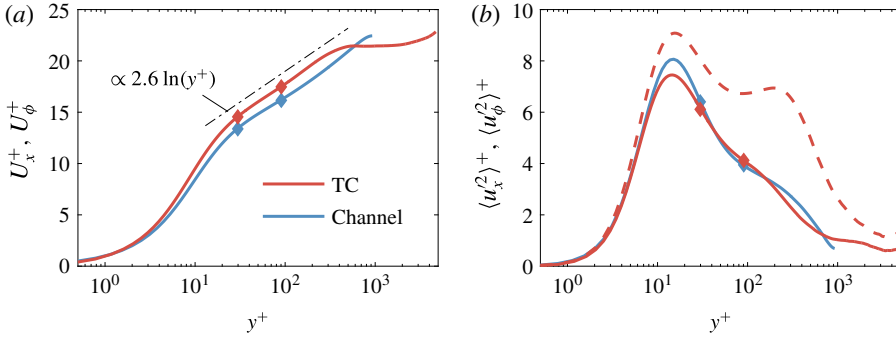 (a)
25
20
15
10
5
0
U_x^+, U_ϕ^+
∝ 2.6 ln(y^+)
TC
Channel
10^0
10^1
10^2
10^3
y^+
(b)
10
8
6
4
2
0
⟨u_x'^2⟩^+, ⟨u_ϕ'^2⟩^+
10^0
10^1
10^2
10^3
y^+